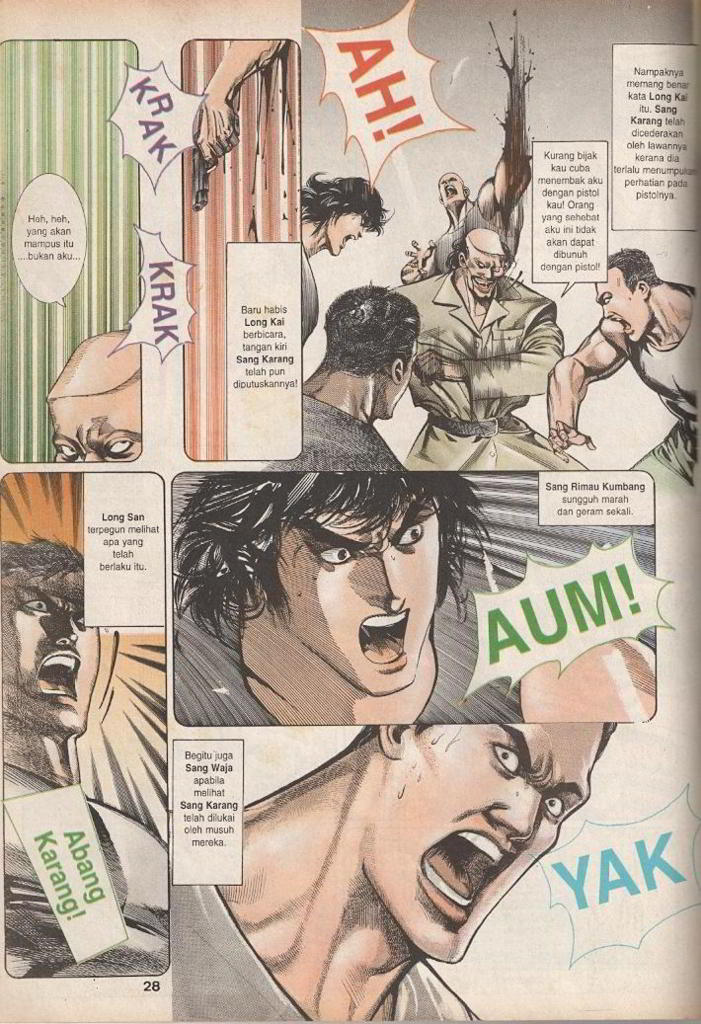 KRAK
Heh, heh,
yang akan
mampus itu
....bukan aku...
KRAK
Baru habis
Long Kai
berbicara,
tangan kiri
Sang Karang
telah pun
diputuskannya!
AH!
Nampaknya
memang benar
kata Long Kai
itu. Sang
Karang telah
dicederakan
oleh lawannya
kerana dia
terlalu menumpukan
perhatian pada
pistolnya.
Kurang bijak
kau cuba
menembak aku
dengan pistol
kau! Orang
yang sehebat
aku ini tidak
akan dapat
dibunuh
dengan pistol!
Long San
terpegun melihat
apa yang
telah
berlaku itu.
Abang
Karang!
Sang Rimau Kumbang
sungguh marah
dan geram sekali.
AUM!
Begitu juga
Sang Waja
apabila
melihat
Sang Karang
telah dilukai
oleh musuh
mereka.
YAK
28